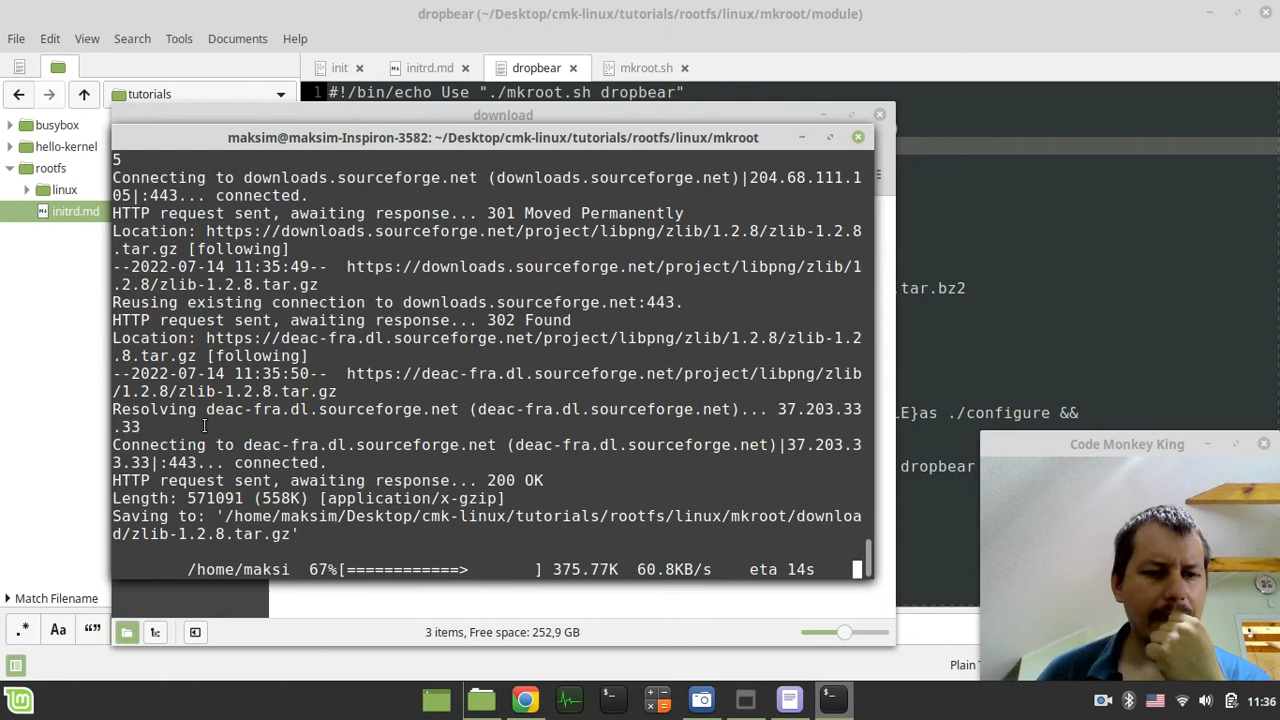 dropbear (~/Desktop/cmk-linux/tutorials/rootfs/linux/mkroot/module)
File Edit View Search Tools Documents Help
init
initrd.md
dropbear
mkroot.sh
tutorials
1 #!/bin/echo Use "./mkroot.sh dropbear"
busybox
hello-kernel
rootfs
linux
initrd.md
download
maksim@maksim-Inspiron-3582: ~/Desktop/cmk-linux/tutorials/rootfs/linux/mkroot
5
Connecting to downloads.sourceforge.net (downloads.sourceforge.net)|204.68.111.1
05|:443... connected.
HTTP request sent, awaiting response... 301 Moved Permanently
Location: https://downloads.sourceforge.net/project/libpng/zlib/1.2.8/zlib-1.2.8
.tar.gz [following]
--2022-07-14 11:35:49--  https://downloads.sourceforge.net/project/libpng/zlib/1
.2.8/zlib-1.2.8.tar.gz
Reusing existing connection to downloads.sourceforge.net:443.
HTTP request sent, awaiting response... 302 Found
Location: https://deac-fra.dl.sourceforge.net/project/libpng/zlib/1.2.8/zlib-1.2
.8.tar.gz [following]
--2022-07-14 11:35:50--  https://deac-fra.dl.sourceforge.net/project/libpng/zlib
/1.2.8/zlib-1.2.8.tar.gz
Resolving deac-fra.dl.sourceforge.net (deac-fra.dl.sourceforge.net)... 37.203.33
.33
Connecting to deac-fra.dl.sourceforge.net (deac-fra.dl.sourceforge.net)|37.203.3
3.33|:443... connected.
HTTP request sent, awaiting response... 200 OK
Length: 571091 (558K) [application/x-gzip]
Saving to: '/home/maksim/Desktop/cmk-linux/tutorials/rootfs/linux/mkroot/downloa
d/zlib-1.2.8.tar.gz'
/home/maksi  67%[============>       ] 375.77K  60.8KB/s    eta 14s
.tar.bz2
LE}as ./configure &&
dropbear
Code Monkey King
Match Filename
.* Aa ❝❞
3 items, Free space: 252,9 GB
Plain
11:36